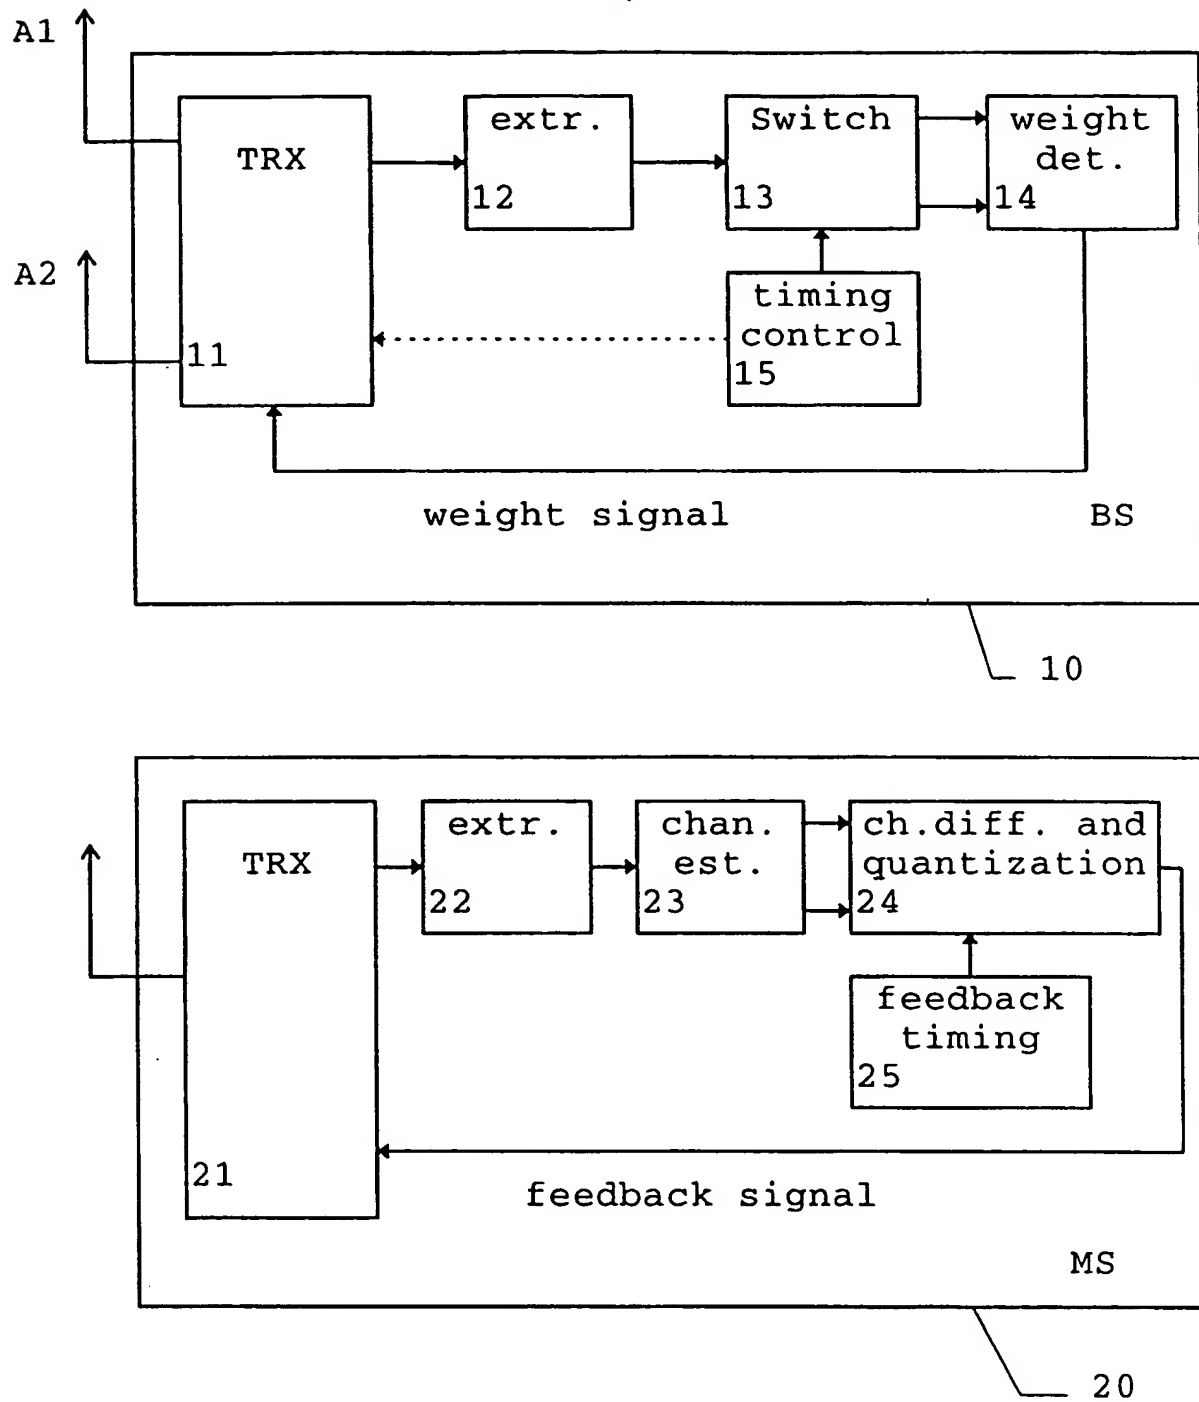 A1
TRX
11
extr.
12
Switch
13
weight
det.
14
A2
timing
control
15
weight signal
BS
10
TRX
21
extr.
22
chan.
est.
23
ch.diff. and
quantization
24
feedback
timing
25
feedback signal
MS
20